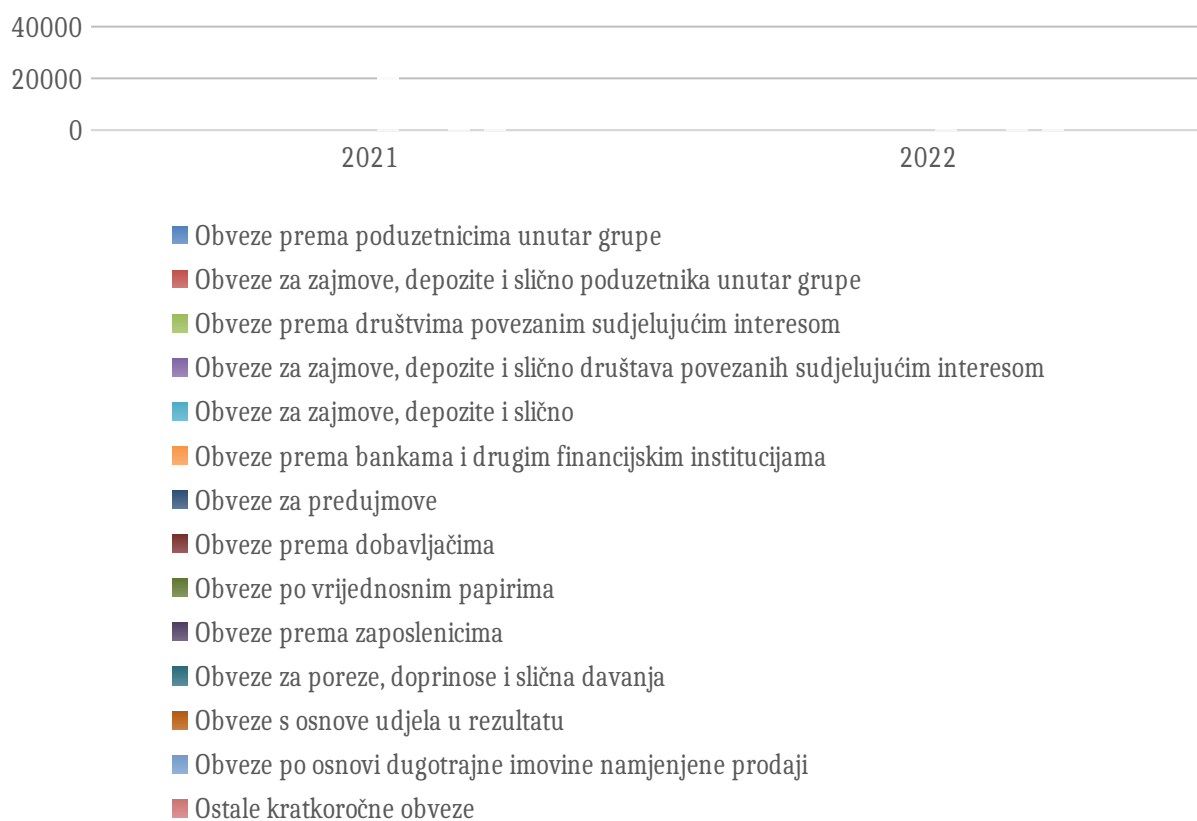 40000
20000
0
2021 2022
Obveze prema poduzetnicima unutar grupe
Obveze za zajmove, depozite i slično poduzetnika unutar grupe
Obveze prema društvima povezanim sudjelujućim interesom
Obveze za zajmove, depozite i slično društava povezanih sudjelujućim interesom
Obveze za zajmove, depozite i slično
Obveze prema bankama i drugim financijskim institucijama
Obveze za predujmove
Obveze prema dobavljačima
Obveze po vrijednosnim papirima
Obveze prema zaposlenicima
Obveze za poreze, doprinose i slična davanja
Obveze s osnove udjela u rezultatu
Obveze po osnovi dugotrajne imovine namjenjene prodaji
Ostale kratkoročne obveze